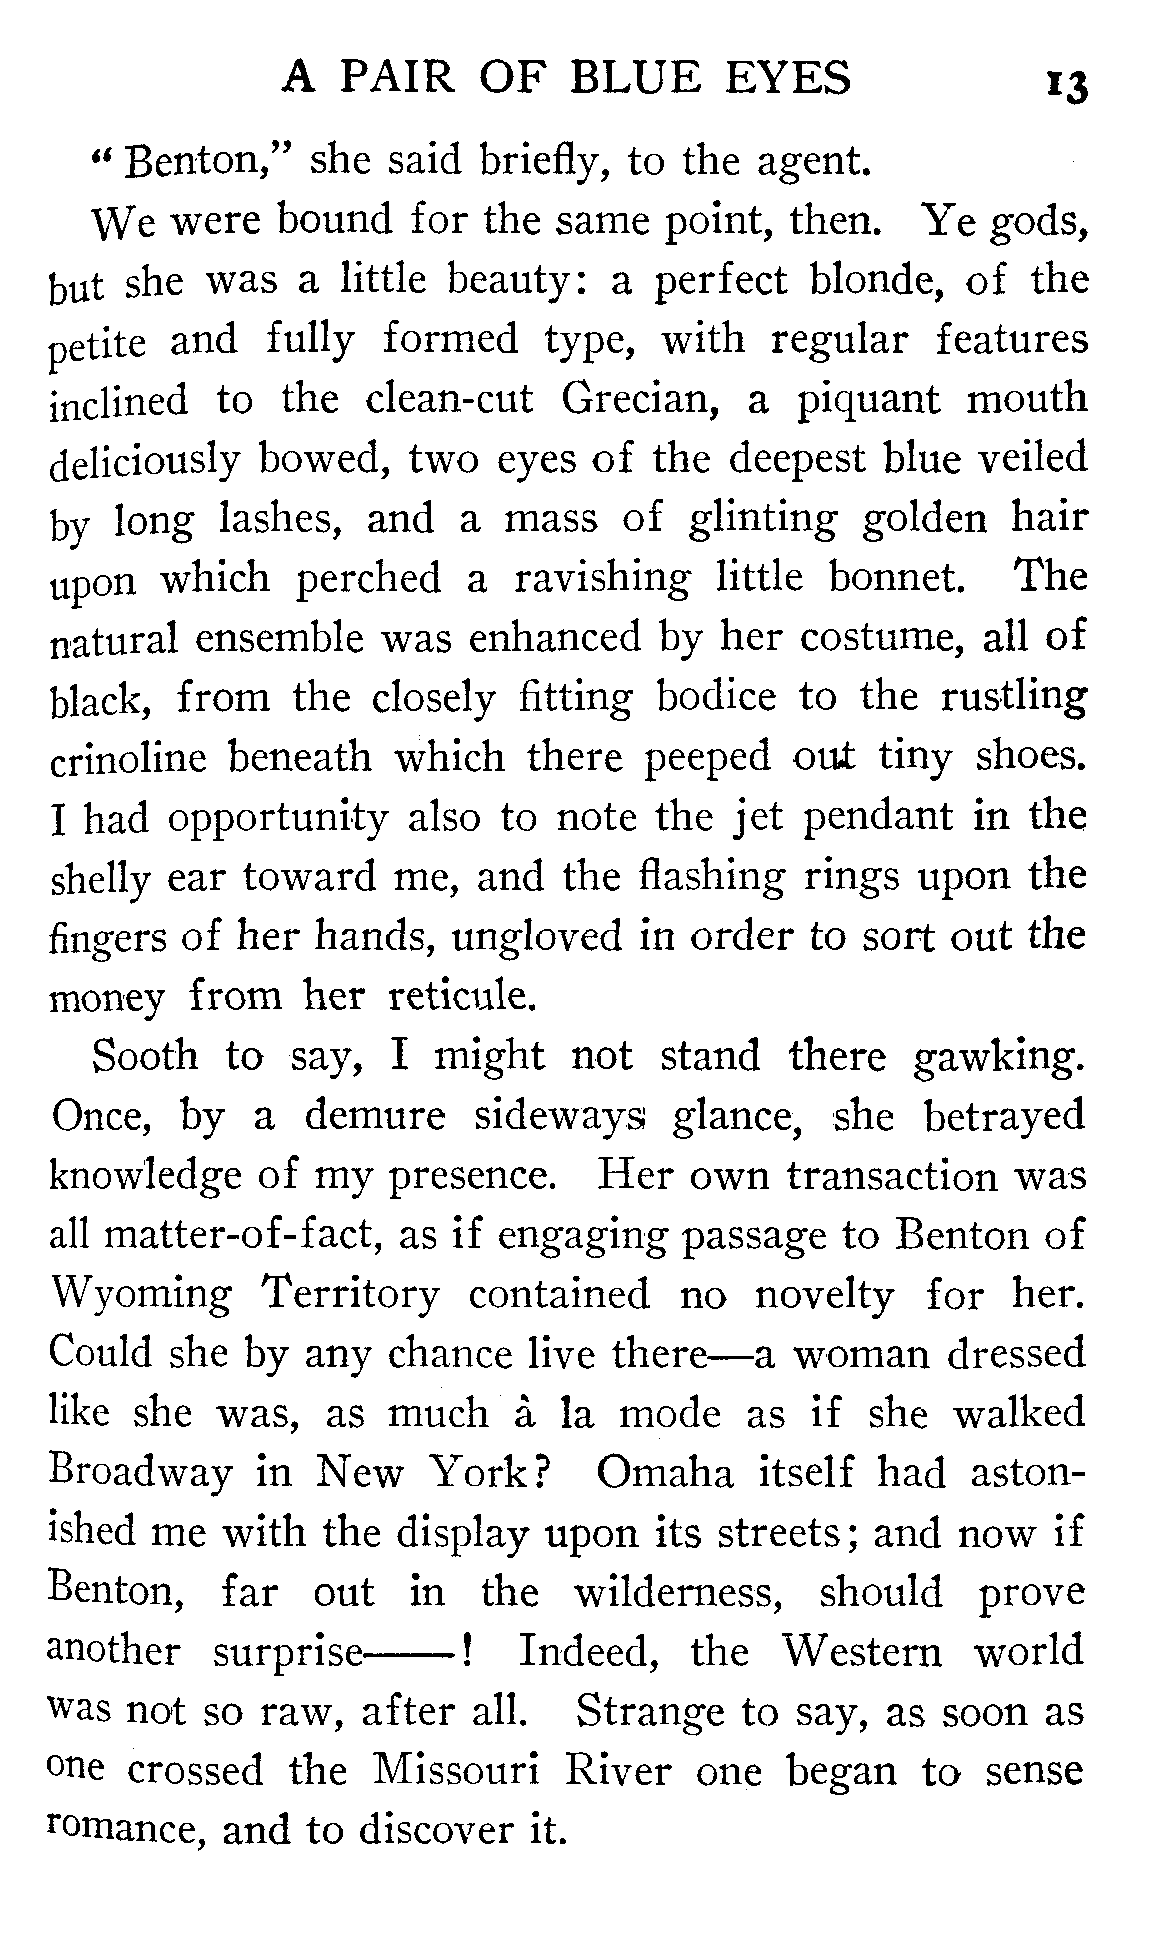 A PAIR OF BLUE EYES 13
“Benton,” she said briefly, to the agent.
We were bound for the same point, then. Ye gods,
but she was a little beauty: a perfect blonde, of the
petite and fully formed type, with regular features
inclined to the clean-cut Grecian, a piquant mouth
deliciously bowed, two eyes of the deepest blue veiled
by long lashes, and a mass of glinting golden hair
upon which perched a ravishing little bonnet. The
natural ensemble was enhanced by her costume, all of
black, from the closely fitting bodice to the rustling
crinoline beneath which there peeped out tiny shoes.
I had opportunity also to note the jet pendant in the
shelly ear toward me, and the flashing rings upon the
fingers of her hands, ungloved in order to sort out the
money from her reticule.
Sooth to say, I might not stand there gawking.
Once, by a demure sideways glance, she betrayed
knowledge of my presence. Her own transaction was
all matter-of-fact, as if engaging passage to Benton of
Wyoming Territory contained no novelty for her.
Could she by any chance live there—a woman dressed
like she was, as much à la mode as if she walked
Broadway in New York? Omaha itself had aston-
ished me with the display upon its streets; and now if
Benton, far out in the wilderness, should prove
another surprise——! Indeed, the Western world
was not so raw, after all. Strange to say, as soon as
one crossed the Missouri River one began to sense
romance, and to discover it.